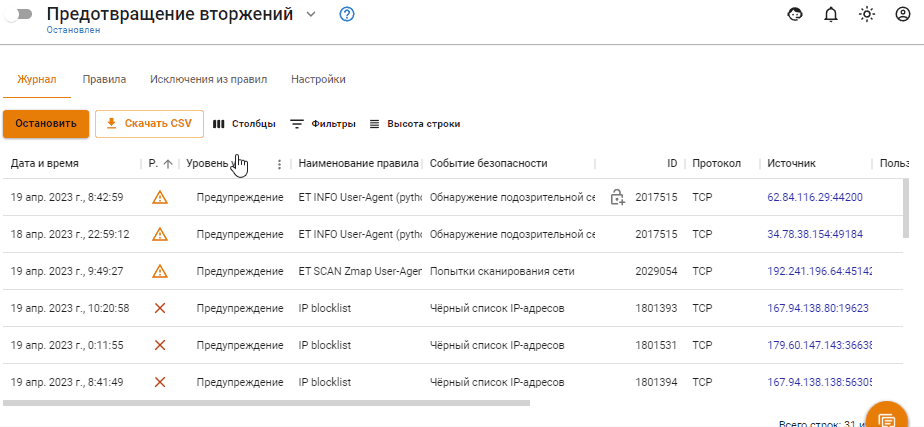 Предотвращение вторжений
Остановлен
Журнал Правила Исключения из правил Настройки
Остановить Скачать CSV Столбцы Фильтры Высота строки
Дата и время Р. Уровень Наименование правила Событие безопасности ID Протокол Источник Польз
19 апр. 2023 г., 8:42:59 Предупреждение ET INFO User-Agent (pytho Обнаружение подозрительной се 2017515 TCP 62.84.116.29:44200
18 апр. 2023 г., 22:59:12 Предупреждение ET INFO User-Agent (pytho Обнаружение подозрительной се 2017515 TCP 34.78.38.154:49184
19 апр. 2023 г., 9:49:27 Предупреждение ET SCAN Zmap User-Agen Попытки сканирования сети 2029054 TCP 192.241.196.64:45142
19 апр. 2023 г., 10:20:58 Предупреждение IP blocklist Чёрный список IP-адресов 1801393 TCP 167.94.138.80:19623
19 апр. 2023 г., 0:11:55 Предупреждение IP blocklist Чёрный список IP-адресов 1801531 TCP 179.60.147.143:36638
19 апр. 2023 г., 8:41:49 Предупреждение IP blocklist Чёрный список IP-адресов 1801394 TCP 167.94.138.138:56305
Всего строк: 31 и